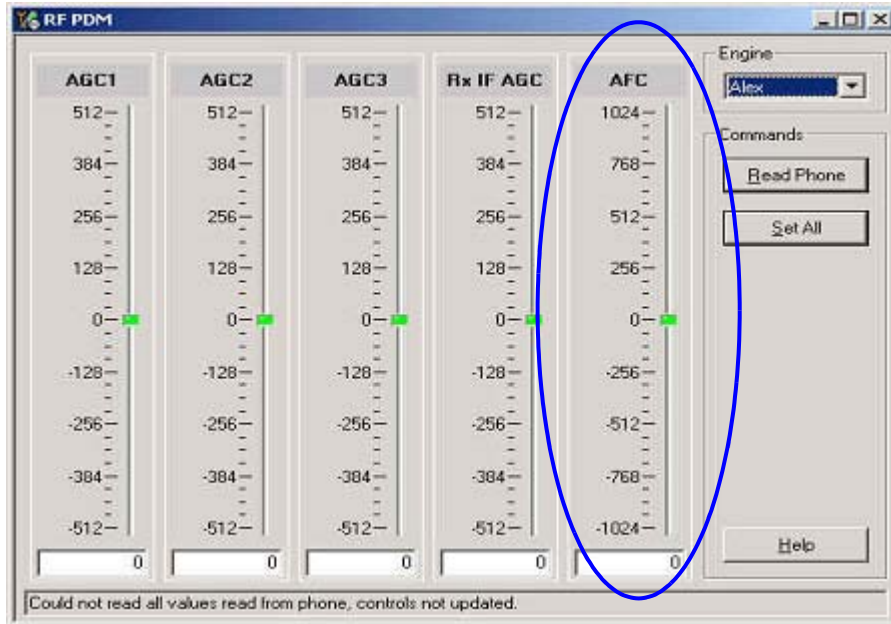 RF PDM
AGC1 AGC2 AGC3 Rx IF AGC AFC
512 512 512 512 1024
384 384 384 384 768
256 256 256 256 512
128 128 128 128 256
0 0 0 0 0
-128 -128 -128 -128 -256
-256 -256 -256 -256 -512
-384 -384 -384 -384 -768
-512 -512 -512 -512 -1024
0 0 0 0 0
Engine
Alex
Commands
Read Phone
Set All
Help
Could not read all values read from phone, controls not updated.